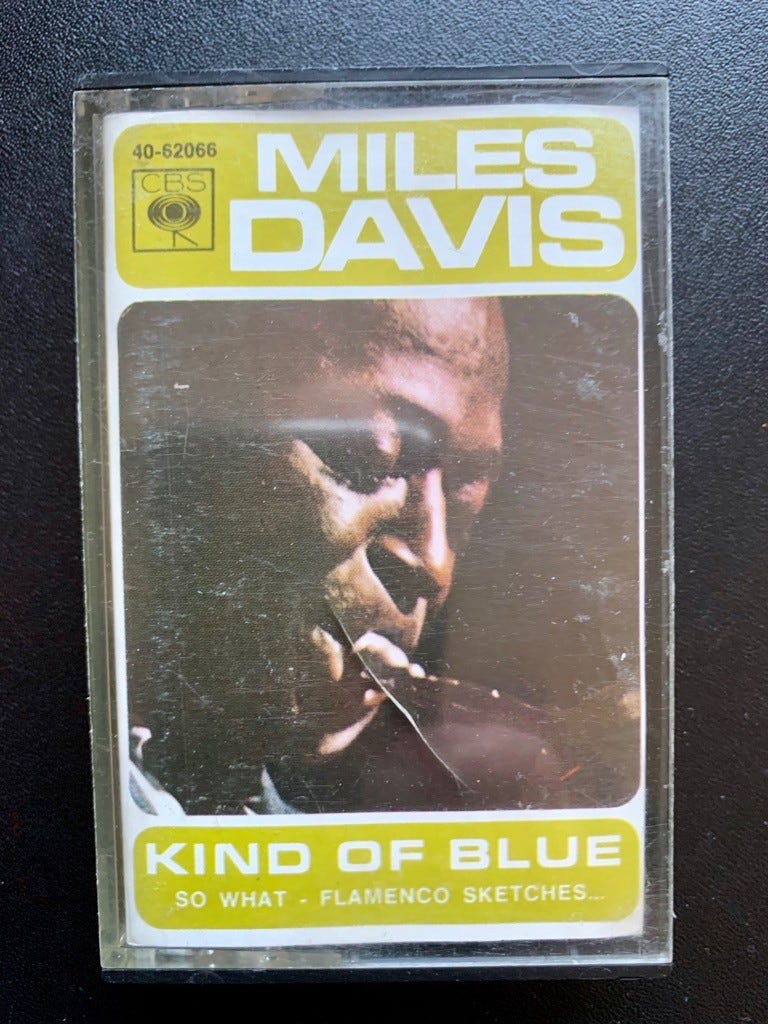 40-62066
CBS
MILES
DAVIS
KIND OF BLUE
SO WHAT - FLAMENCO SKETCHES...